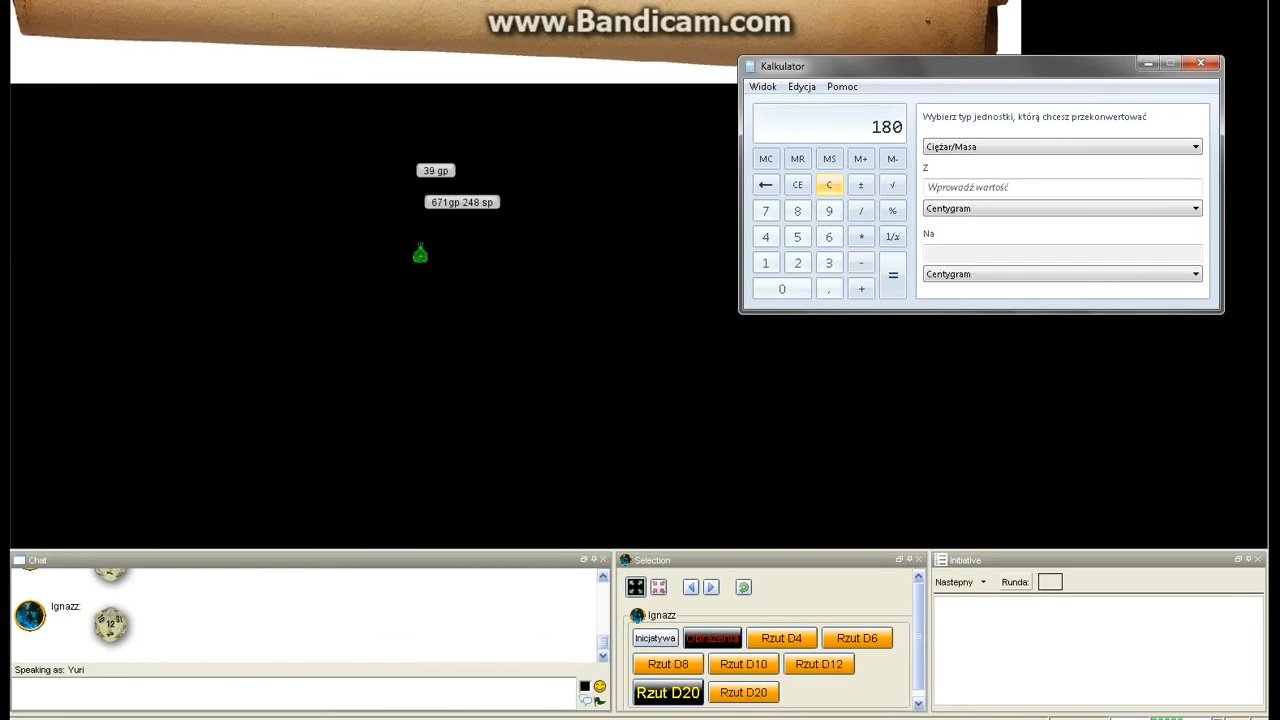 www.Bandicam.com
Kalkulator
Widok Edycja Pomoc
180
Wybierz typ jednostki, którą chcesz przekonwertować
Ciężar/Masa
Z
Wprowadź wartość
Centygram
Na
Centygram
MC MR MS M+ M-
← CE C ± √
7 8 9 / %
4 5 6 * 1/x
1 2 3 - =
0 , +
39 gp
671gp 248 sp
Chat
Ignazz:
12
Speaking as: Yuri
Selection
Ignazz
Inicjatywa Obrażenia Rzut D4 Rzut D6
Rzut D8 Rzut D10 Rzut D12
Rzut D20 Rzut D20
Initiative
Nastepny Runda: